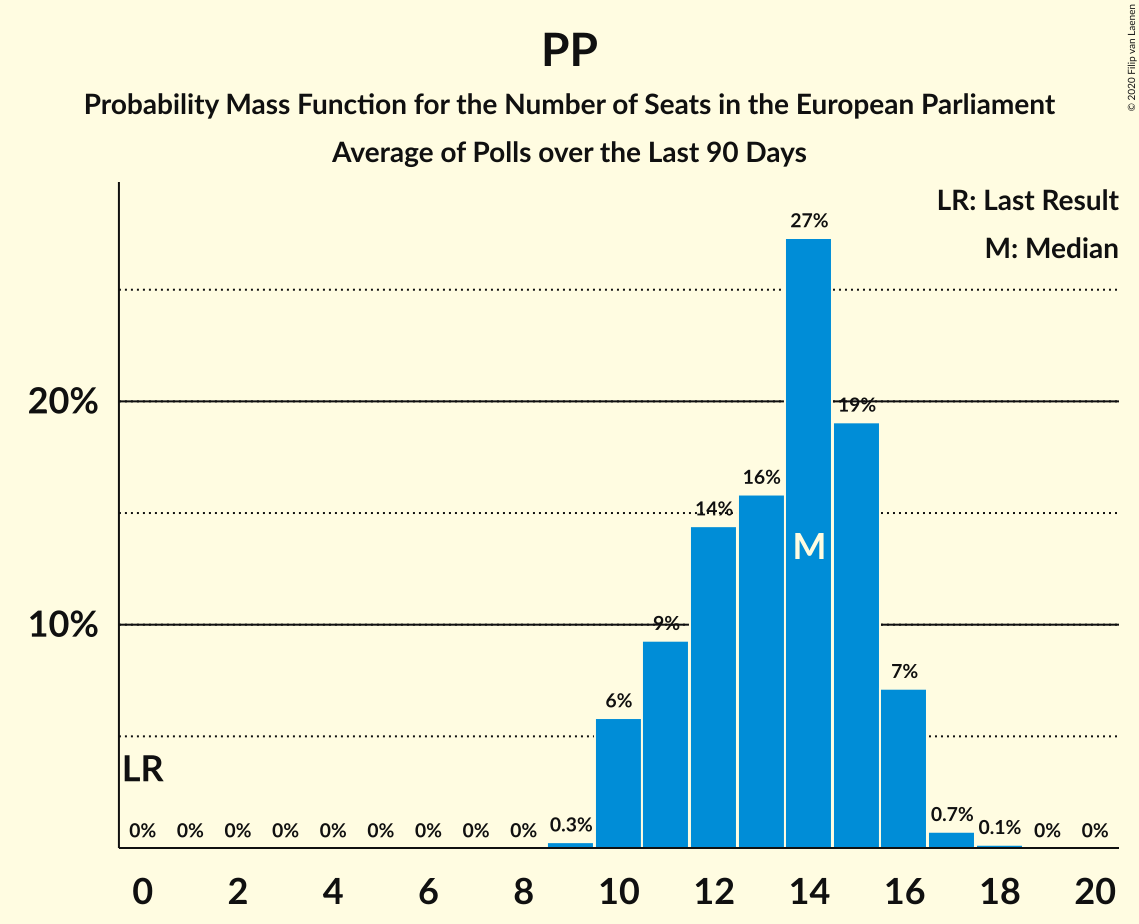 PP
Probability Mass Function for the Number of Seats in the European Parliament
Average of Polls over the Last 90 Days
© 2020 Filip van Laenen
LR: Last Result
M: Median
20%
10%
27%
19%
16%
14%
9%
7%
6%
M
LR
0% 0% 0% 0% 0% 0% 0% 0% 0% 0.3% 0.7% 0.1% 0% 0%
0 2 4 6 8 10 12 14 16 18 20